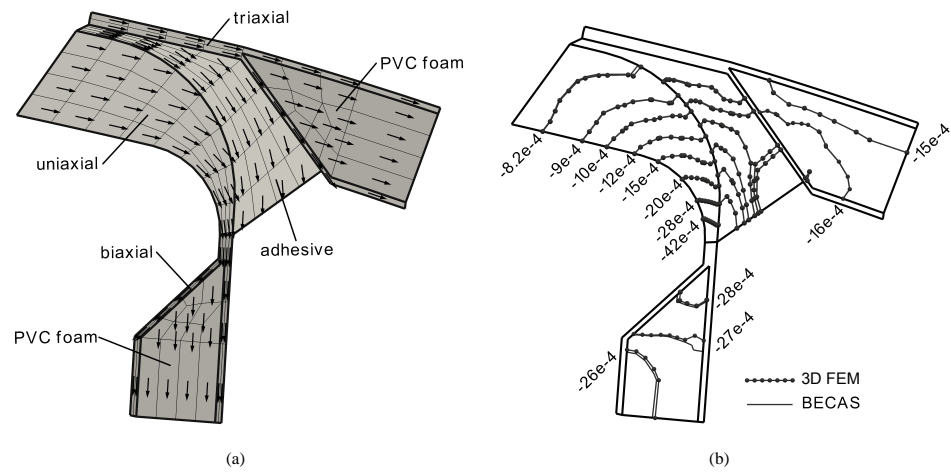 triaxial
PVC foam
uniaxial
biaxial
adhesive
PVC foam
(a)
-8.2e-4
-9e-4
-10e-4
-12e-4
-15e-4
-20e-4
-28e-4
-42e-4
-15e-4
-16e-4
-28e-4
-27e-4
-26e-4
3D FEM
BECAS
(b)